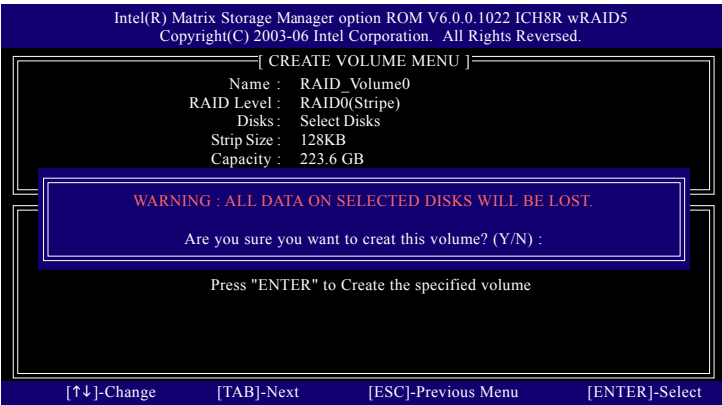 Intel(R) Matrix Storage Manager option ROM V6.0.0.1022 ICH8R wRAID5
Copyright(C) 2003-06 Intel Corporation.  All Rights Reversed.
[ CREATE VOLUME MENU ]
Name :   RAID_Volume0
RAID Level :   RAID0(Stripe)
Disks :   Select Disks
Strip Size :   128KB
Capacity :   223.6 GB
WARNING : ALL DATA ON SELECTED DISKS WILL BE LOST.
Are you sure you want to creat this volume? (Y/N) :
Press "ENTER" to Create the specified volume
[↑↓]-Change   [TAB]-Next   [ESC]-Previous Menu   [ENTER]-Select